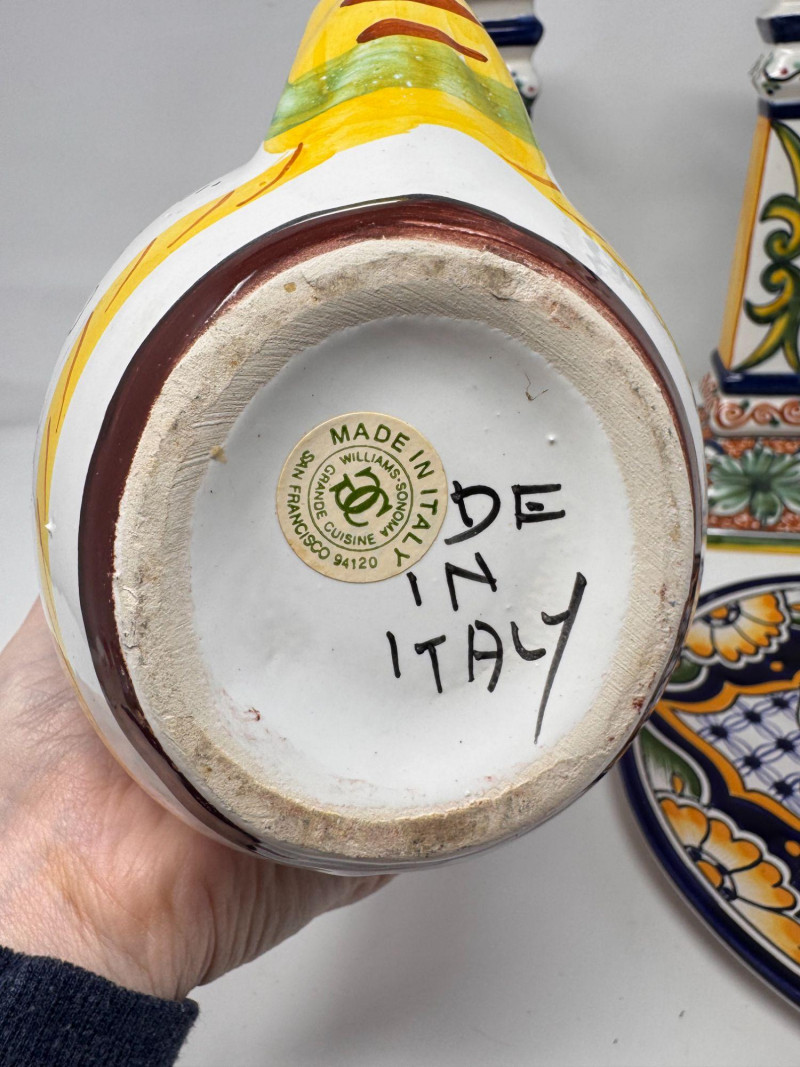 MADE IN ITALY
WILLIAMS-SONOMA
GRANDE CUISINE
SAN FRANCISCO 94120
DE
IN
ITALY